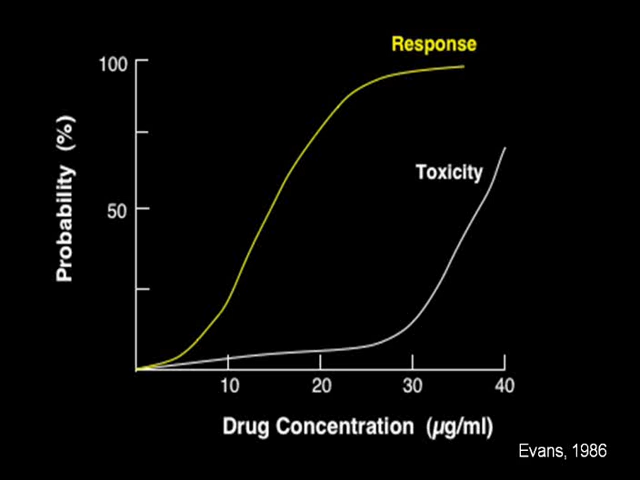 Response
100
Toxicity
Probability (%)
50
10 20 30 40
Drug Concentration (µg/ml)
Evans, 1986